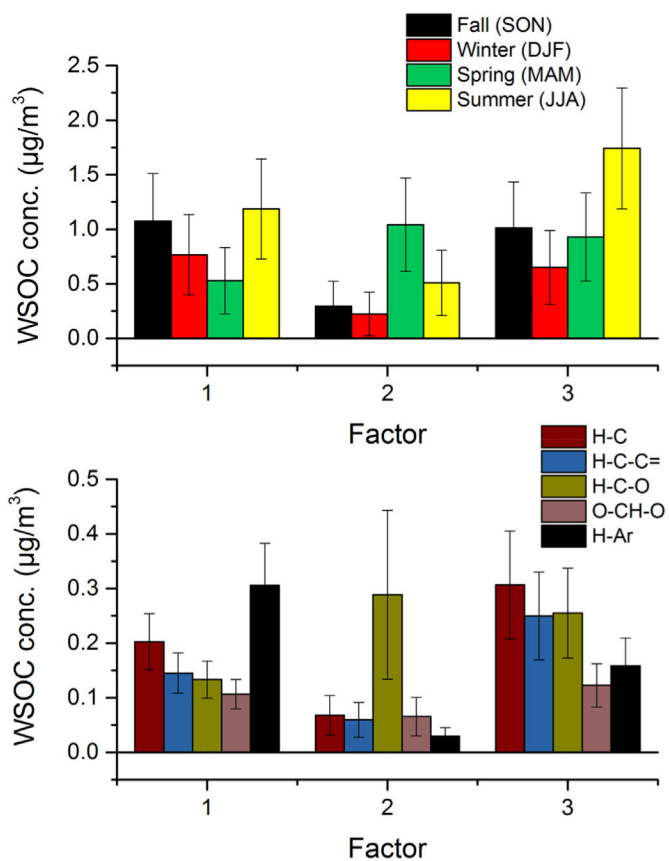 Fall (SON)
Winter (DJF)
Spring (MAM)
Summer (JJA)
WSOC conc. (μg/m³)
2.5
2.0
1.5
1.0
0.5
0.0
1 2 3
Factor
H-C
H-C-C=
H-C-O
O-CH-O
H-Ar
WSOC conc. (μg/m³)
0.5
0.4
0.3
0.2
0.1
0.0
1 2 3
Factor